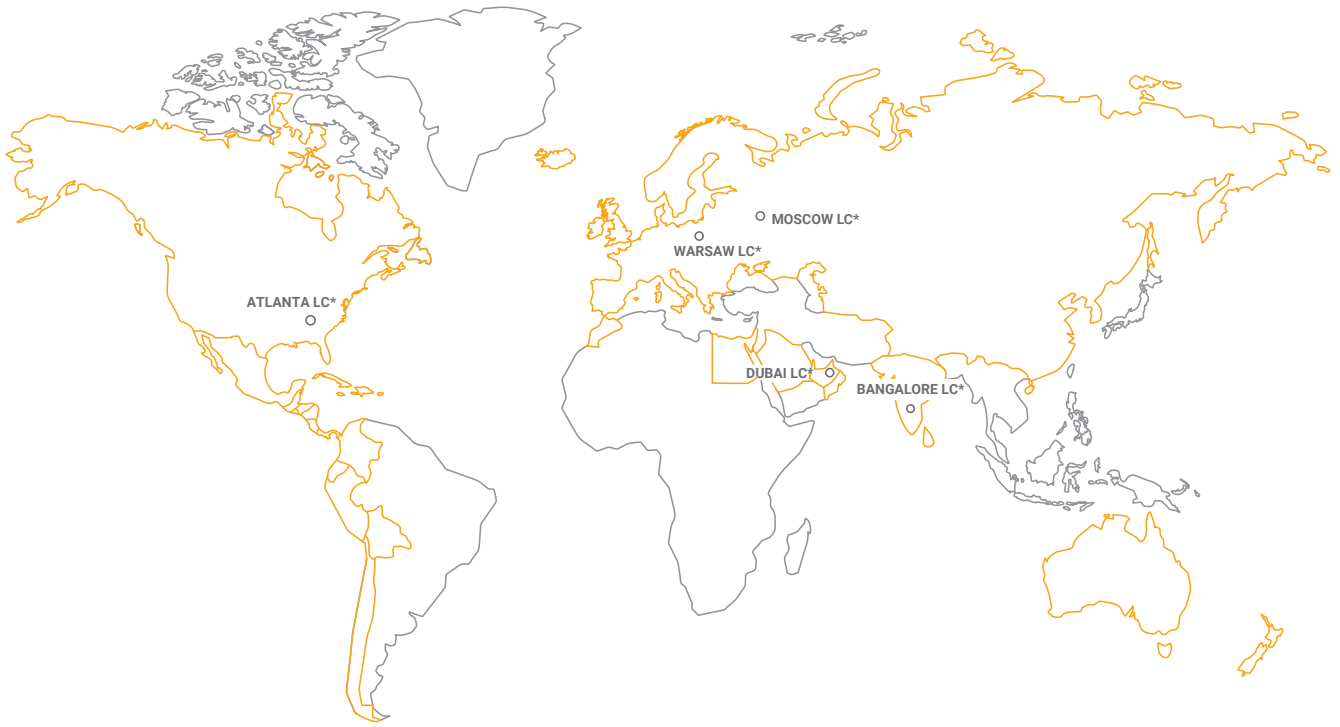 MOSCOW LC*
WARSAW LC*
ATLANTA LC*
DUBAI LC*
BANGALORE LC*